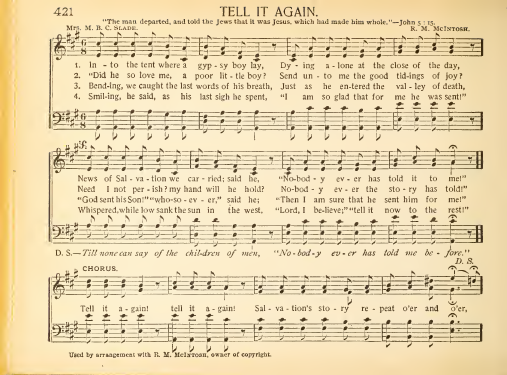 421
TELL IT AGAIN.
"The man departed, and told the Jews that it was Jesus, which had made him whole."—John 5 : 15.
Mrs. M. B. C. SLADE.
R. M. McINTOSH.
1. In - to the tent where a gyp - sy boy lay, Dy - ing a - lone at the close of the day,
2. "Did he so love me, a poor lit - tle boy? Send un - to me the good tid - ings of joy?
3. Bend - ing, we caught the last words of his breath, Just as he en - tered the val - ley of death,
4. Smil - ing, he said, as his last sigh he spent, "I am so glad that for me he was sent!"
News of Sal - va - tion we car - ried; said he, "No - bod - y ev - er has told it to me!"
Need I not per - ish? my hand will he hold? No - bod - y ev - er the sto - ry has told!"
"God sent his Son!" "who - so - ev - er," said he; "Then I am sure that he sent him for me!"
Whispered, while low sank the sun in the west, "Lord, I be - lieve;" "tell it now to the rest!"
D. S.—Till none can say of the chil - dren of men, "No - bod - y ev - er has told me be - fore."
D. S.
CHORUS.
Tell it a - gain! tell it a - gain! Sal - va - tion's sto - ry re - peat o'er and o'er,
Used by arrangement with R. M. McIntosh, owner of copyright.